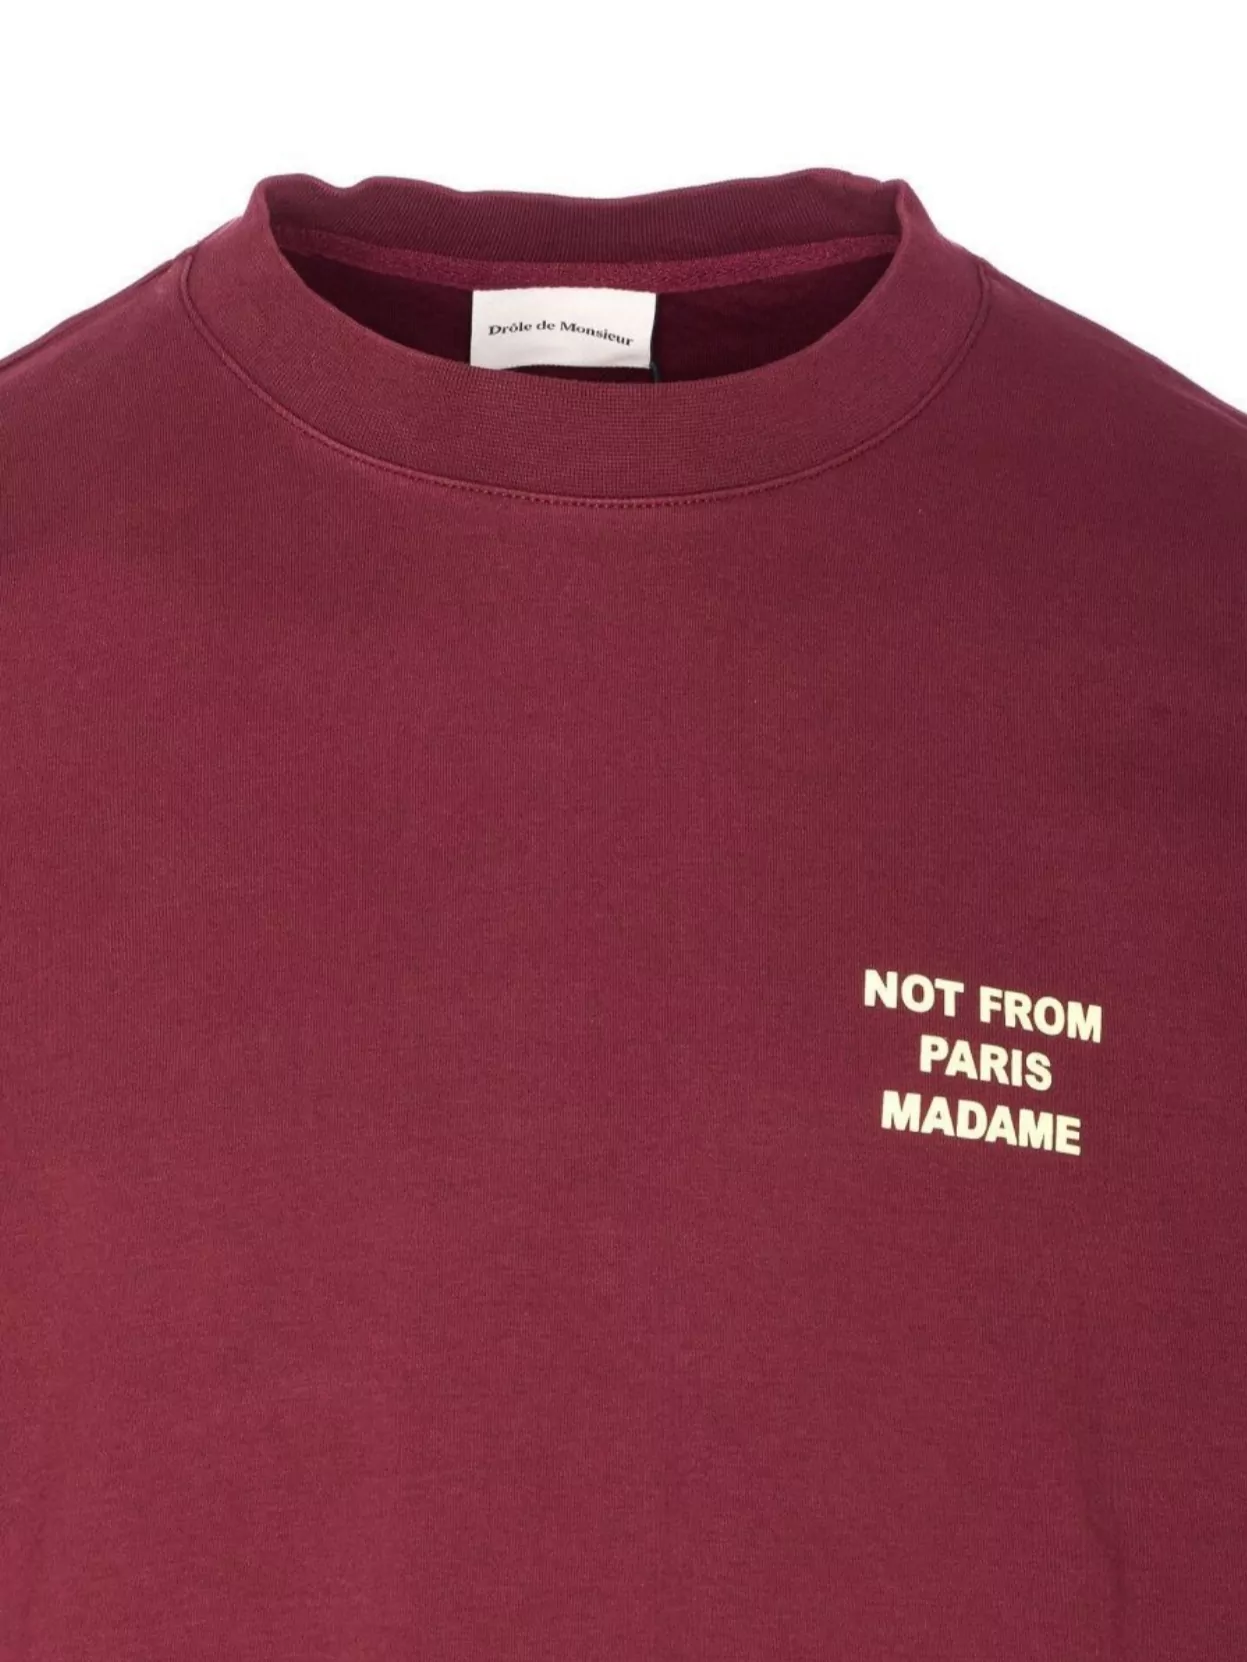 Drôle de Monsieur
NOT FROM
PARIS
MADAME